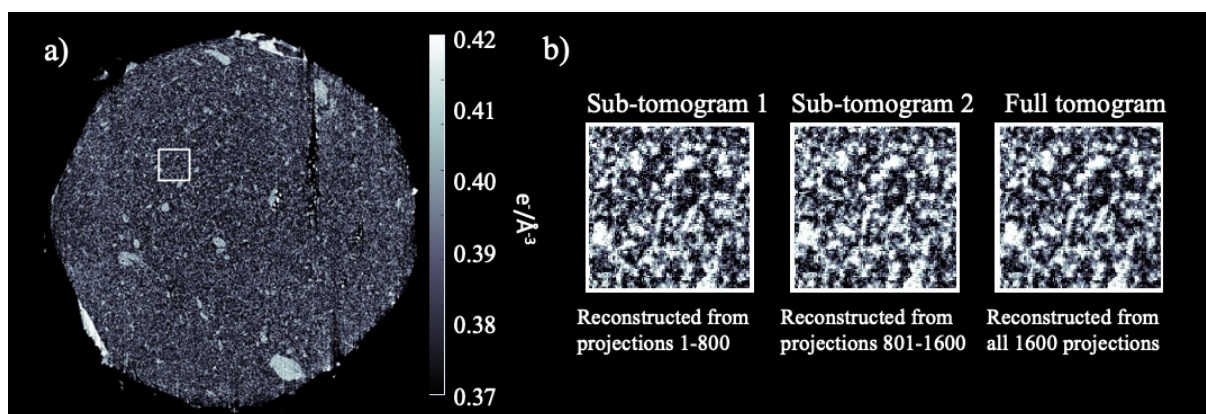 a)
0.42
0.41
0.40
0.39
0.38
0.37
e⁻/Å⁻³
b)
Sub-tomogram 1
Sub-tomogram 2
Full tomogram
Reconstructed from
projections 1-800
Reconstructed from
projections 801-1600
Reconstructed from
all 1600 projections